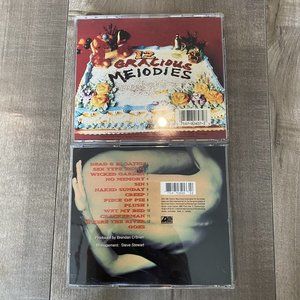 12
GRACIOUS
MELODIES
DEAD & BLOATED
SEX TYPE THING
WICKED GARDEN
NO MEMORY
SIN
NAKED SUNDAY
CREEP
PIECE OF PIE
PLUSH
WET MY BED
CRACKERMAN
WHERE THE RIVER
GOES
Produced by Brendan O'Brien
Management: Steve Stewart